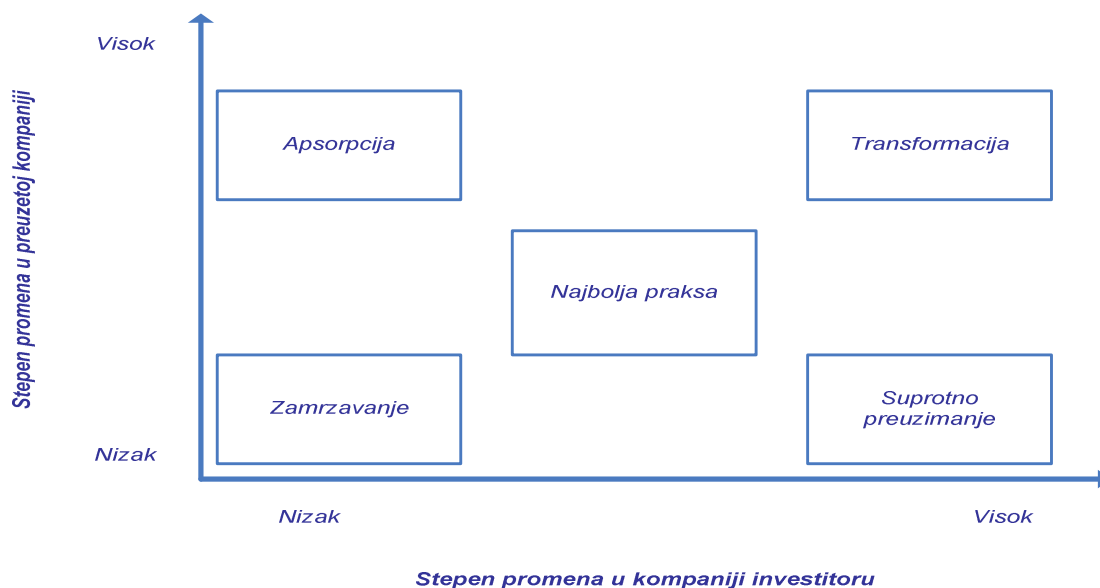 Visok
Stepen promena u preuzetoj kompaniji
Apsorpcija
Transformacija
Najbolja praksa
Zamrzavanje
Suprotno
preuzimanje
Nizak
Nizak
Visok
Stepen promena u kompaniji investitoru